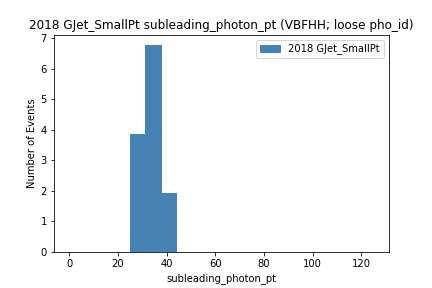 2018 GJet_SmallPt subleading_photon_pt (VBFHH; loose pho_id)
2018 GJet_SmallPt
7
6
5
4
3
2
1
0
Number of Events
0 20 40 60 80 100 120
subleading_photon_pt